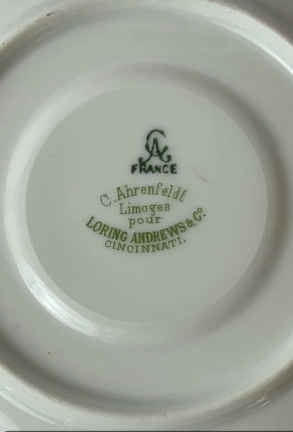 CA
FRANCE
C. Ahrenfeldt
Limoges
pour
LORING ANDREWS & Co
CINCINNATI.